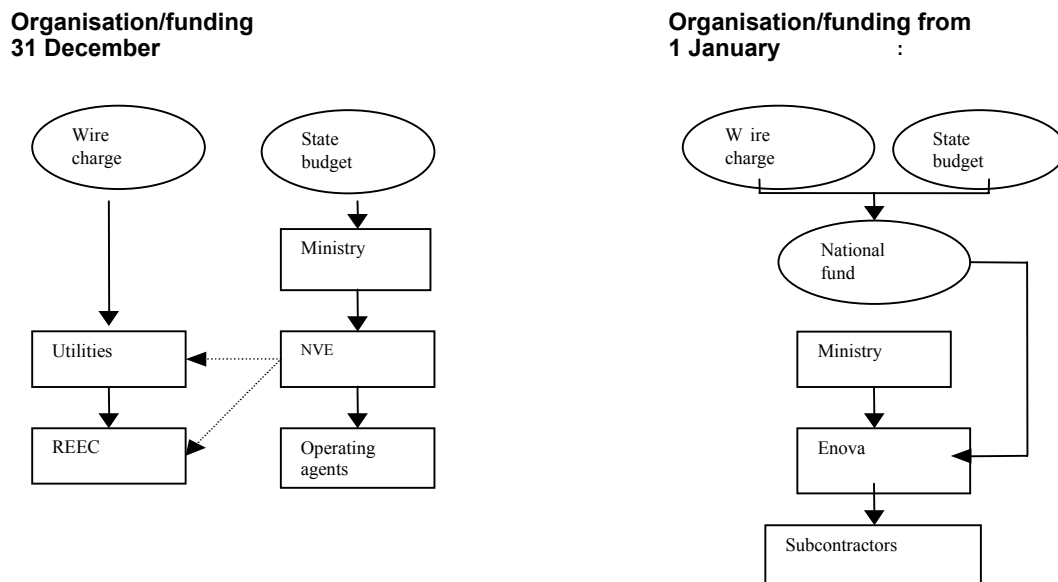 Organisation/funding
31 December
Wire
charge
State
budget
Ministry
Utilities
NVE
REEC
Operating
agents
Organisation/funding from
1 January :
W ire
charge
State
budget
National
fund
Ministry
Enova
Subcontractors